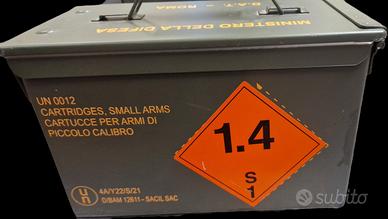 MINISTERO DELLA DIFESA
D.A.T. - ROMA
UN 0012
CARTRIDGES, SMALL ARMS
CARTUCCE PER ARMI DI
PICCOLO CALIBRO
1.4
S
1
u
n
4A/Y22/S/21
D/BAM 12611 - SACIL SAC
subito